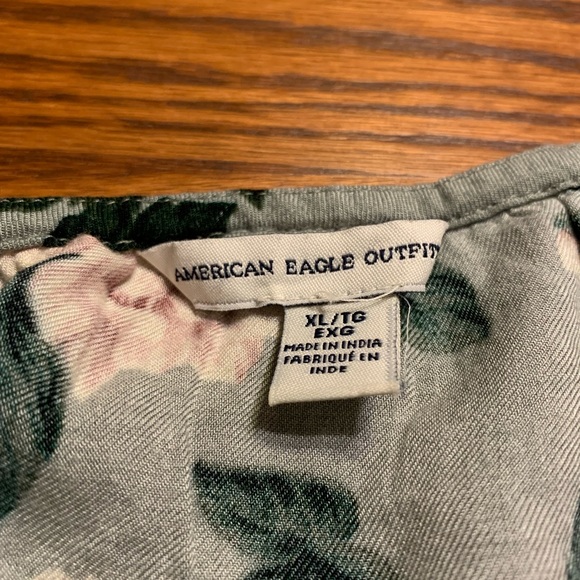 AMERICAN EAGLE OUTFIT
XL/TG
EXG
MADE IN INDIA
FABRIQUÉ EN
INDE